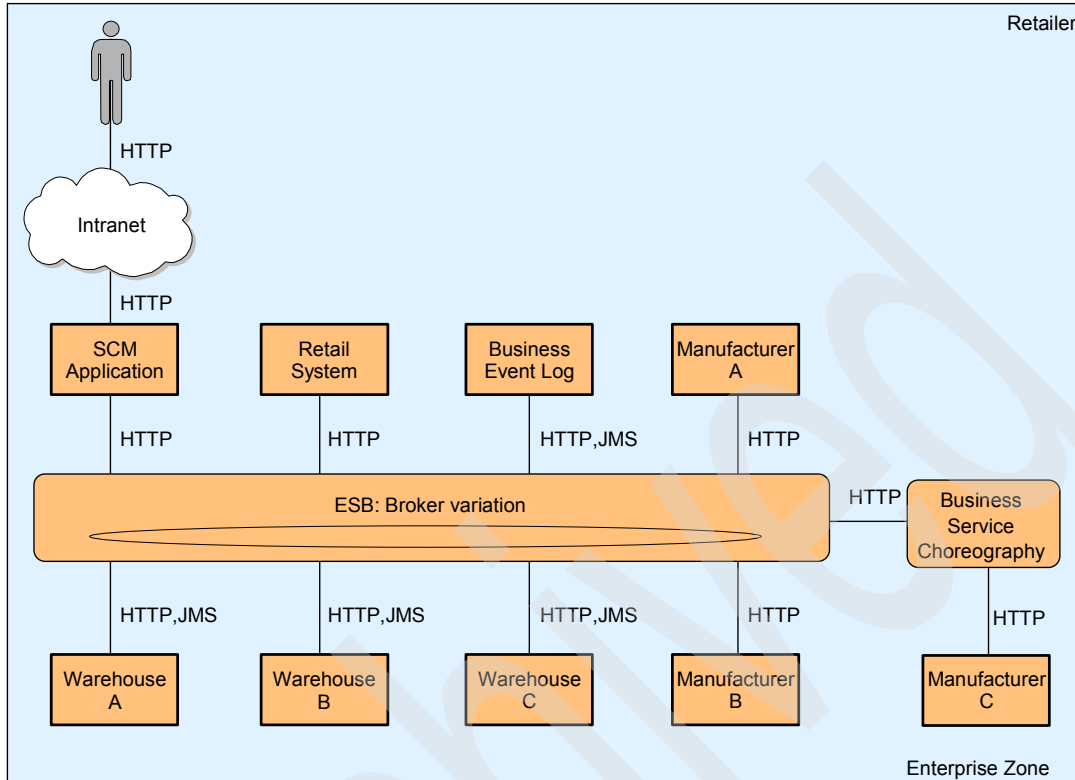 Retailer
HTTP
Intranet
HTTP
SCM
Application
Retail
System
Business
Event Log
Manufacturer
A
HTTP
HTTP
HTTP,JMS
HTTP
ESB: Broker variation
HTTP
Business
Service
Choreography
HTTP,JMS
HTTP,JMS
HTTP,JMS
HTTP
HTTP
Warehouse
A
Warehouse
B
Warehouse
C
Manufacturer
B
Manufacturer
C
Enterprise Zone